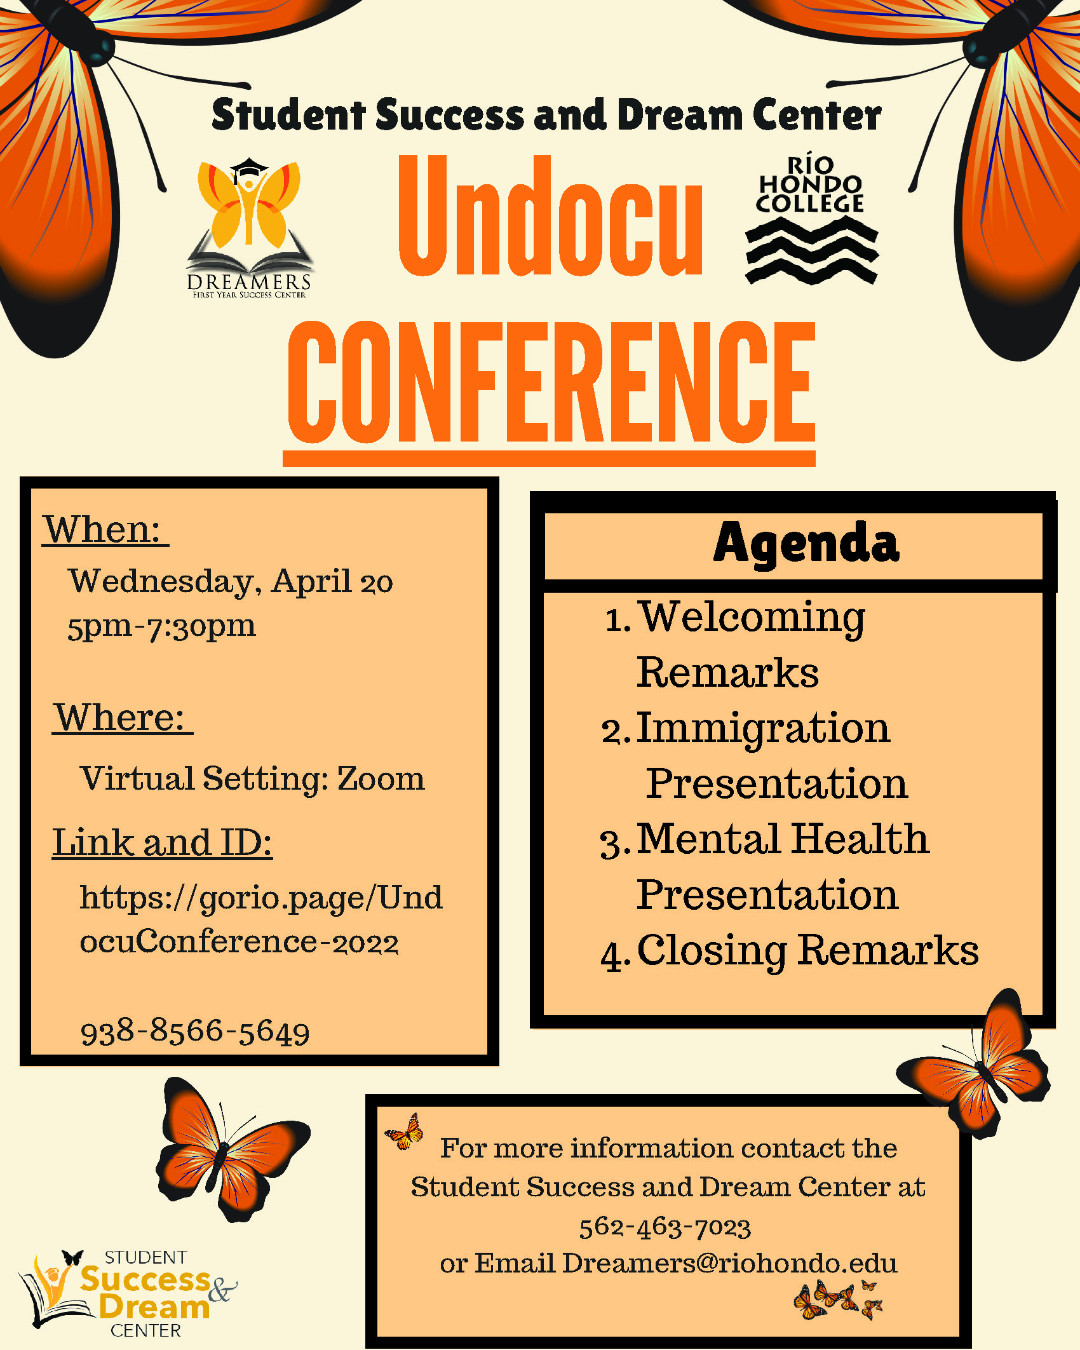 Student Success and Dream Center
DREAMERS
FIRST YEAR SUCCESS CENTER
Undocu
RÍO
HONDO
COLLEGE
CONFERENCE
When:
Wednesday, April 20
5pm-7:30pm
Where:
Virtual Setting: Zoom
Link and ID:
https://gorio.page/Und
ocuConference-2022
938-8566-5649
Agenda
1. Welcoming
Remarks
2. Immigration
Presentation
3. Mental Health
Presentation
4. Closing Remarks
For more information contact the
Student Success and Dream Center at
562-463-7023
or Email Dreamers@riohondo.edu
STUDENT
Success &
Dream
CENTER